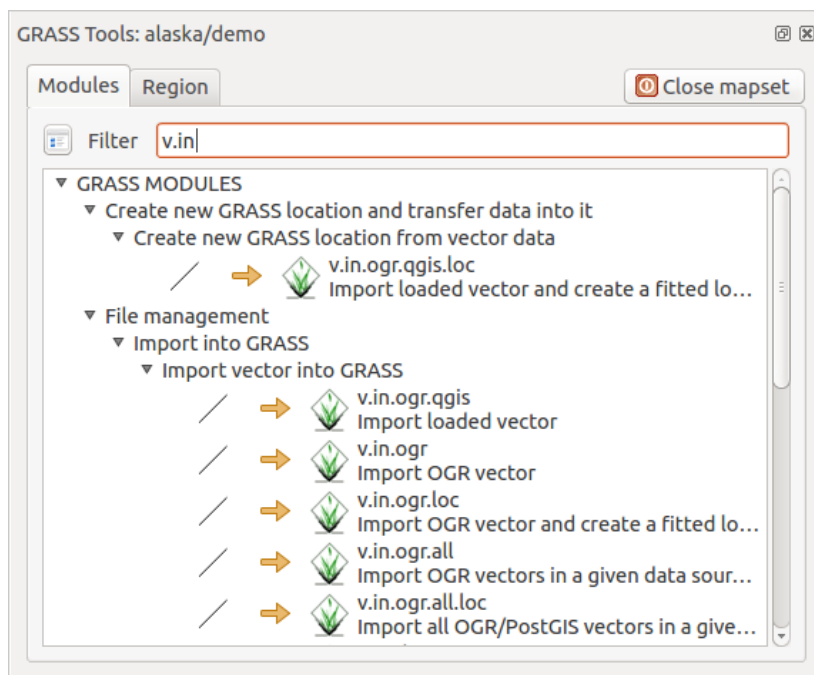 GRASS Tools: alaska/demo
Modules Region Close mapset
Filter v.in
GRASS MODULES
Create new GRASS location and transfer data into it
Create new GRASS location from vector data
v.in.ogr.qgis.loc
Import loaded vector and create a fitted lo...
File management
Import into GRASS
Import vector into GRASS
v.in.ogr.qgis
Import loaded vector
v.in.ogr
Import OGR vector
v.in.ogr.loc
Import OGR vector and create a fitted lo...
v.in.ogr.all
Import OGR vectors in a given data sour...
v.in.ogr.all.loc
Import all OGR/PostGIS vectors in a give...